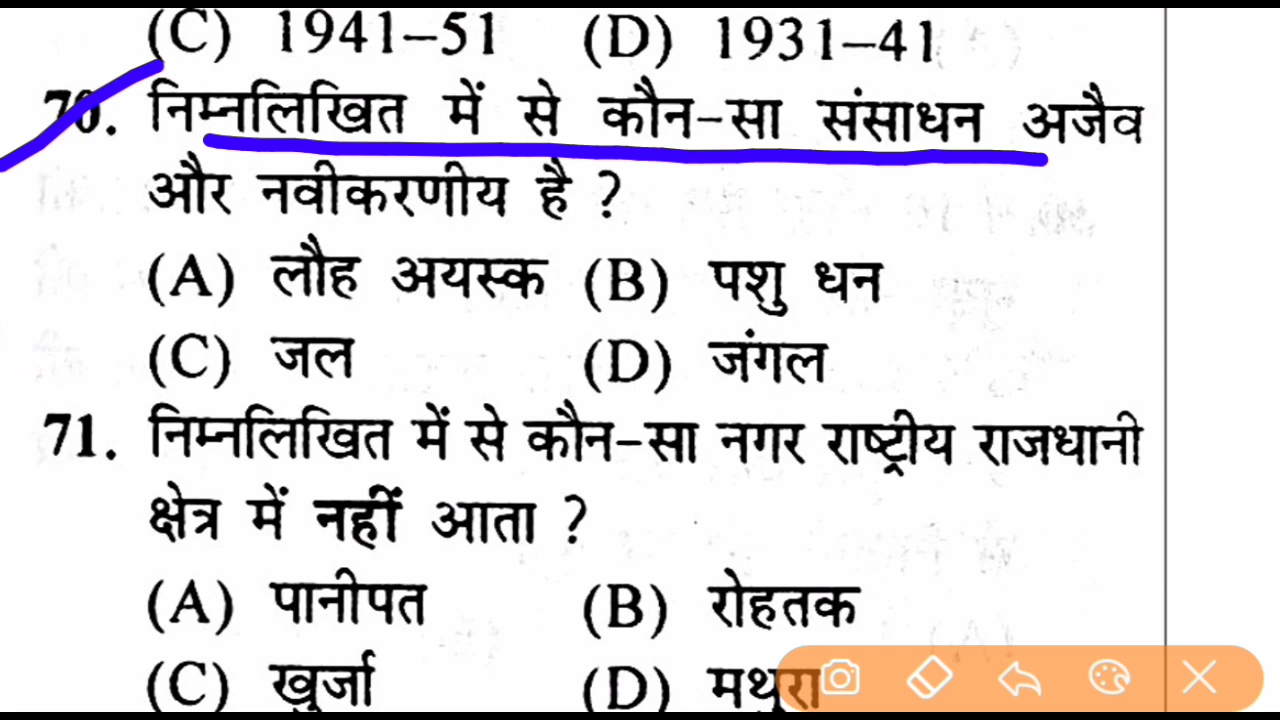 (C) 1941–51 (D) 1931–41
70. निम्नलिखित में से कौन-सा संसाधन अजैव
और नवीकरणीय है ?
(A) लौह अयस्क (B) पशु धन
(C) जल (D) जंगल
71. निम्नलिखित में से कौन-सा नगर राष्ट्रीय राजधानी
क्षेत्र में नहीं आता ?
(A) पानीपत (B) रोहतक
(C) खुर्जा (D) मथुरा